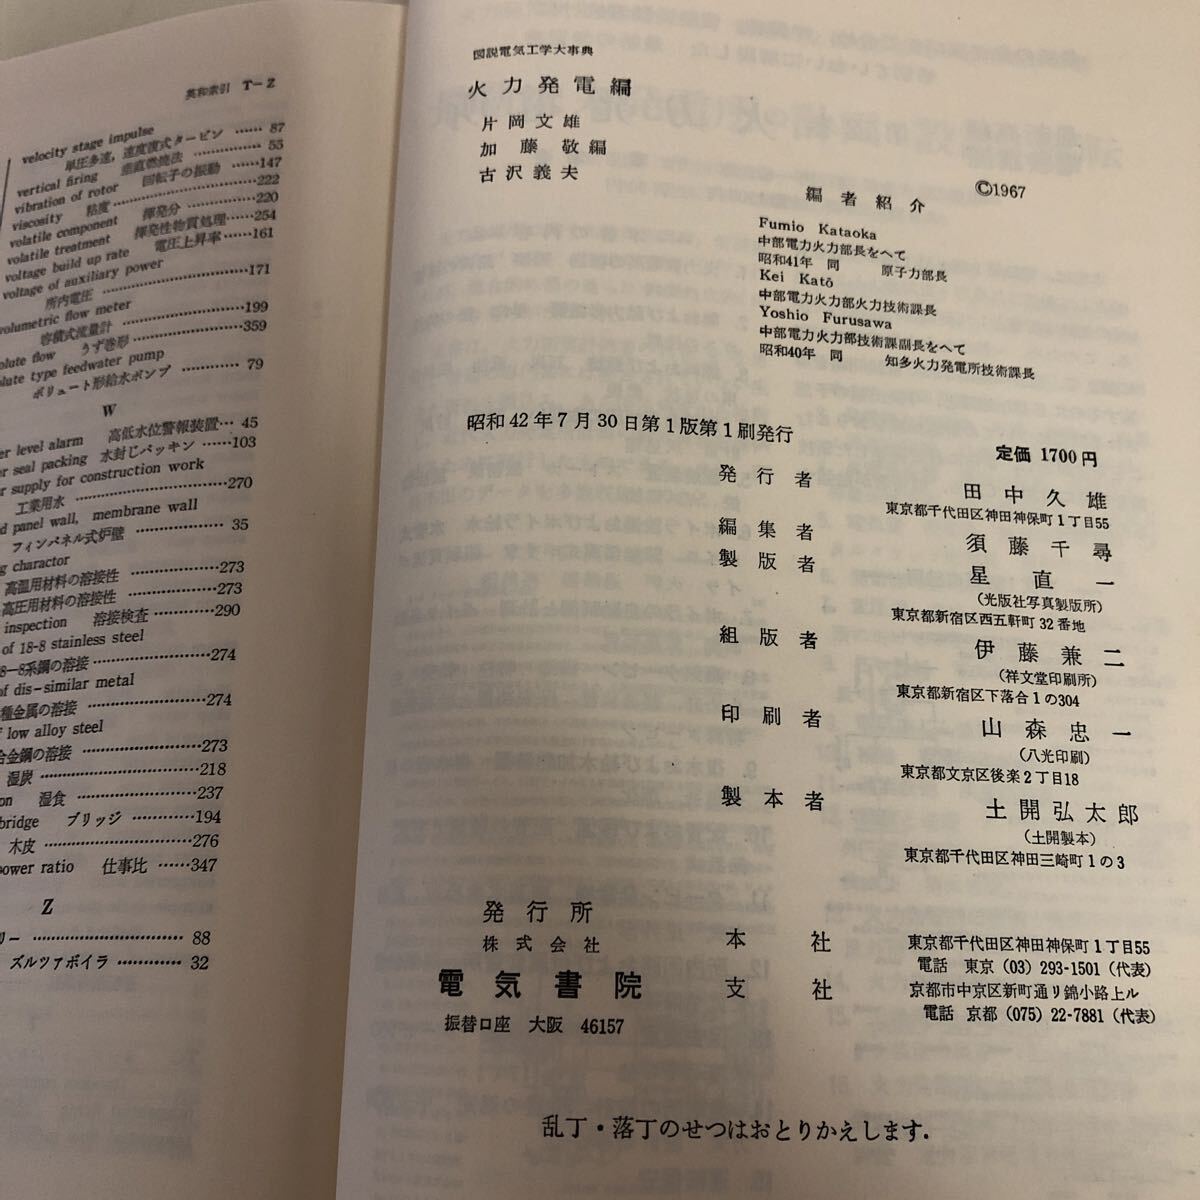 英和索引 T－Z
velocity stage impulse
単圧多速，速度復式タービン …… 87
vertical firing 垂直燃焼法 …… 55
vibration of rotor 回転子の振動 ……147
viscosity 粘度……222
volatile component 揮発分……220
volatile treatment 揮発性物質処理……254
voltage build up rate 電圧上昇率……161
voltage of auxiliary power
所内電圧……171
volumetric flow meter
容積式流量計……199
olute flow うず巻形……359
lute type feedwater pump
ボリュート形給水ポンプ …… 79
W
er level alarm 高低水位警報装置… 45
er seal packing 水封じパッキン……103
r supply for construction work
工業用水……270
d panel wall, membrane wall
フィンパネル式炉壁 …… 35
ng charactor
高温用材料の溶接性……273
高圧用材料の溶接性……273
inspection 溶接検査……290
of 18-8 stainless steel
8－8系鋼の溶接……274
of dis-similar metal
種金属の溶接……274
f low alloy steel
合金鋼の溶接……273
湿炭……218
on 湿食……237
bridge ブリッジ……194
木皮……276
power ratio 仕事比……347
Z
リー…… 88
ズルツァボイラ…… 32
図説電気工学大事典
火力発電編
片岡文雄
加藤敬編
古沢義夫
©1967
編者紹介
Fumio Kataoka
中部電力火力部長をへて
昭和41年 同 原子力部長
Kei Katō
中部電力火力部火力技術課長
Yoshio Furusawa
中部電力火力部技術課副長をへて
昭和40年 同 知多火力発電所技術課長
昭和42年7月30日第1版第1刷発行
定価 1700円
発行者 田中久雄
東京都千代田区神田神保町1丁目55
編集者 須藤千尋
製版者 星直一
（光版社写真製版所）
東京都新宿区西五軒町32番地
組版者 伊藤兼二
（祥文堂印刷所）
東京都新宿区下落合1の304
印刷者 山森忠一
（八光印刷）
東京都文京区後楽2丁目18
製本者 土開弘太郎
（土開製本）
東京都千代田区神田三崎町1の3
発行所
株式会社
電気書院
振替口座 大阪 46157
本社 東京都千代田区神田神保町1丁目55
電話 東京（03）293-1501（代表）
支社 京都市中京区新町通り錦小路上ル
電話 京都（075）22-7881（代表）
乱丁・落丁のせつはおとりかえします．